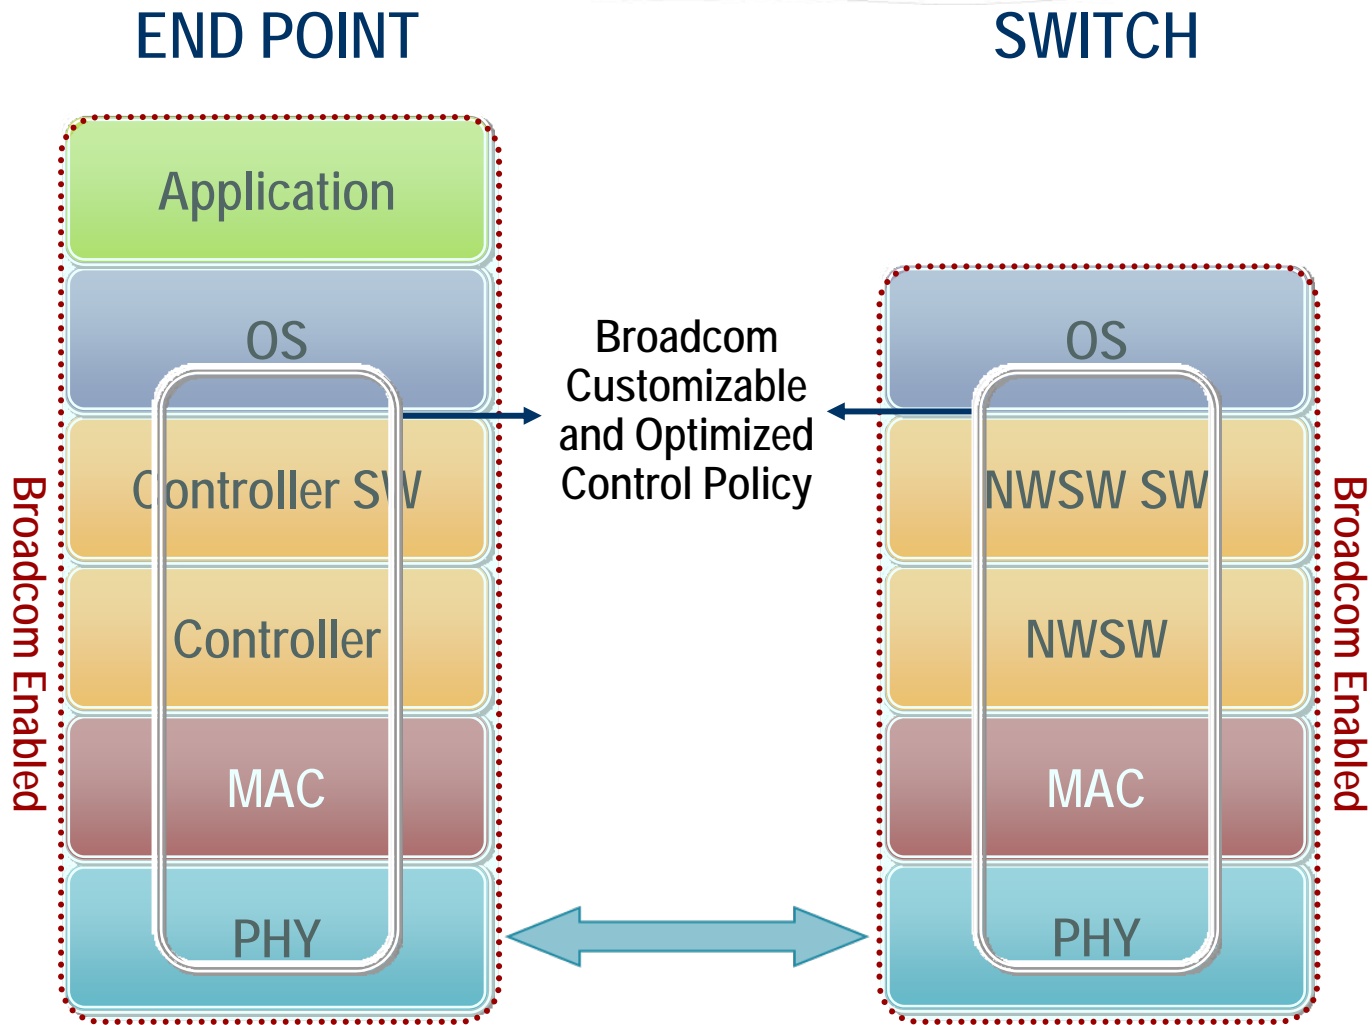 END POINT
SWITCH
Application
OS
Controller SW
Controller
MAC
PHY
Broadcom Enabled
Broadcom
Customizable
and Optimized
Control Policy
OS
NWSW SW
NWSW
MAC
PHY
Broadcom Enabled